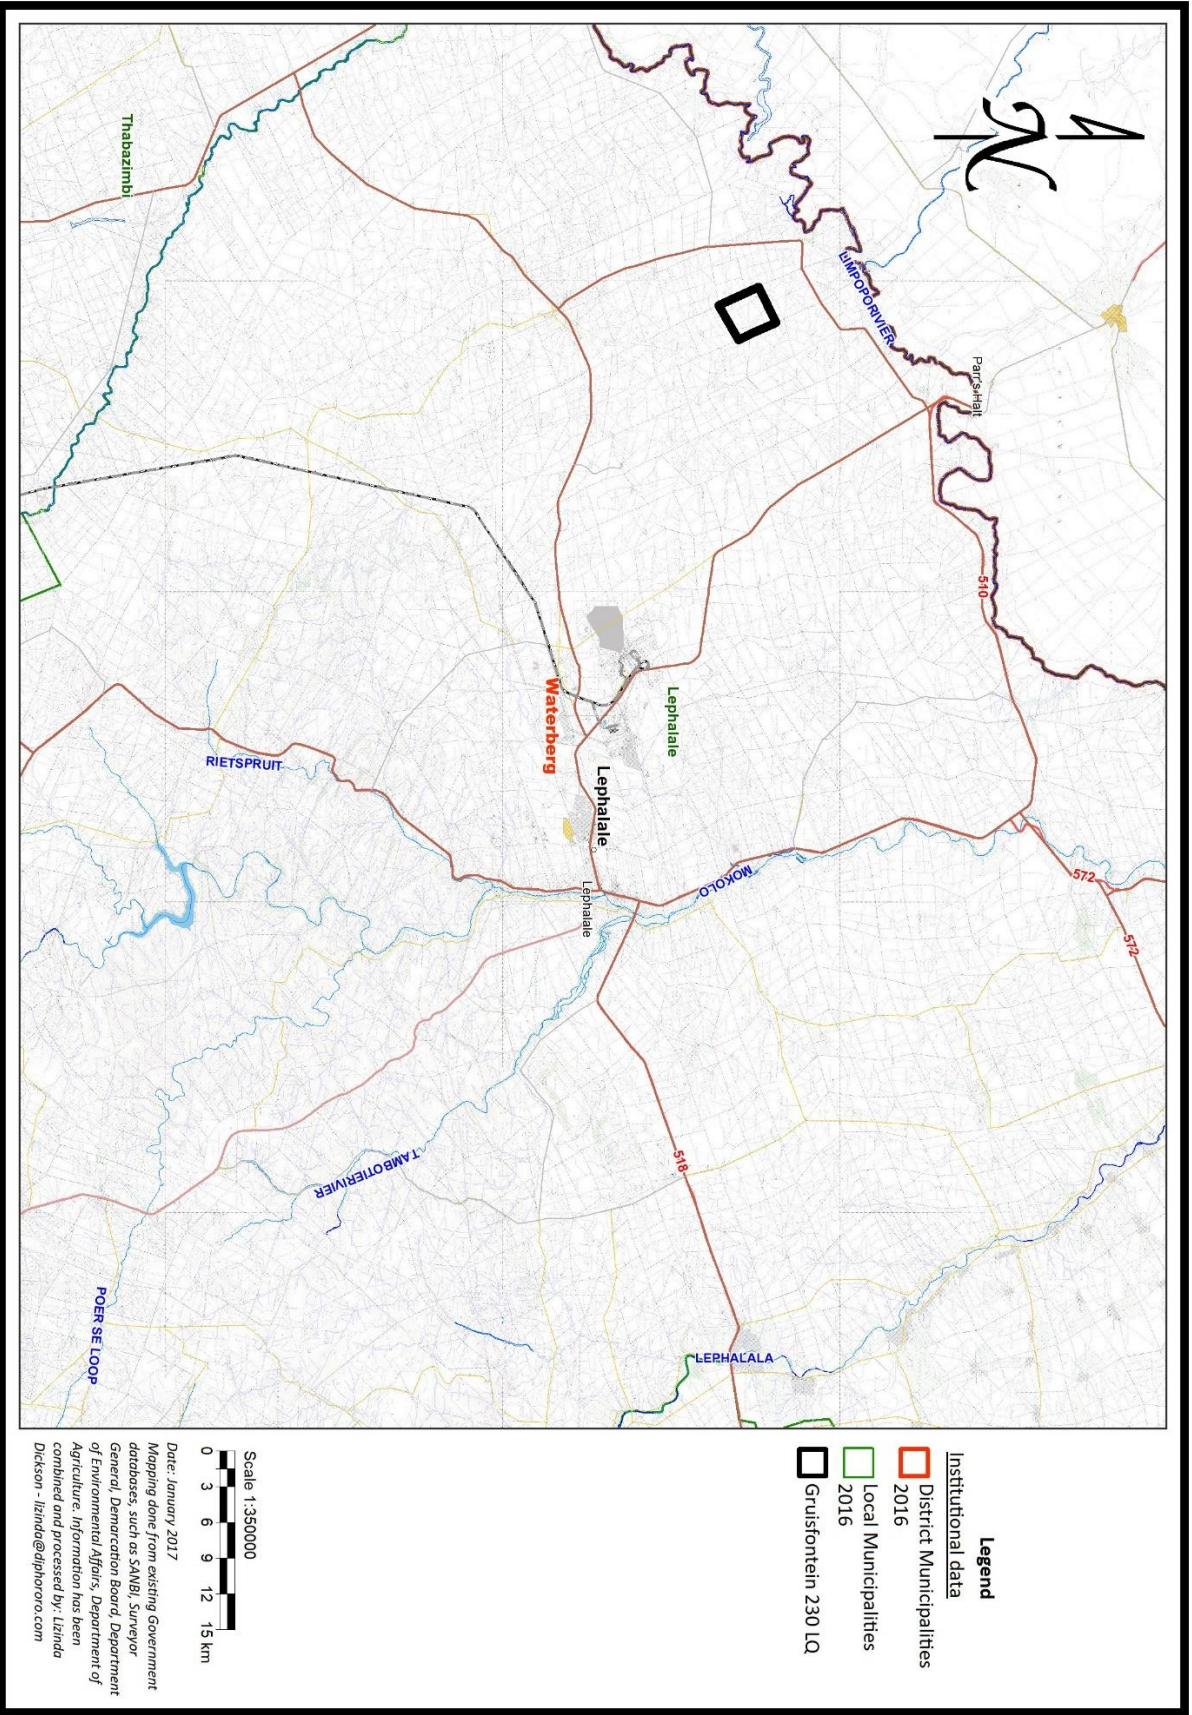 N
LIMPOPORIVIER
Parr's Halt
510
572
572
Thabazimbi
Lephalale
Waterberg
Lephalale
Lephalale
MOKOLO
RIETSPRUIT
TAMBOTIERIVIER
518
LEPHALALA
POER SE LOOP
Legend
Institutional data
District Municipalities
2016
Local Municipalities
2016
Gruisfontein 230 LQ
Scale 1:350000
0 3 6 9 12 15 km
Date: January 2017
Mapping done from existing Government
databases, such as SANBI, Surveyor
General, Demarcation Board, Department
of Environmental Affairs, Department of
Agriculture. Information has been
combined and processed by: Lizinda
Dickson - lizinda@diphororo.com